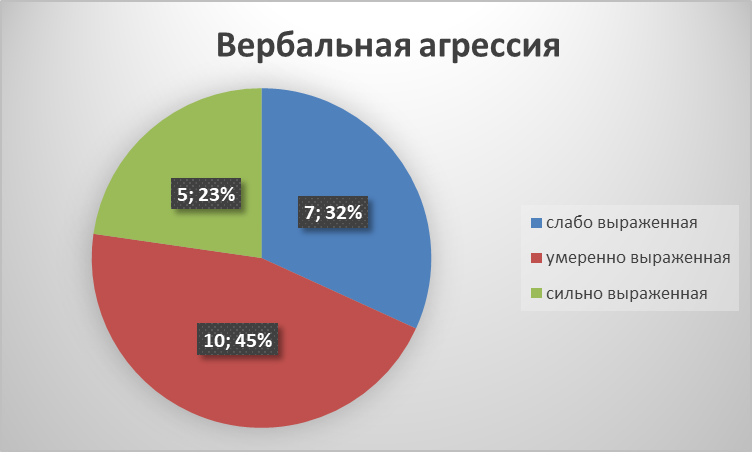 Вербальная агрессия
5; 23%
7; 32%
10; 45%
слабо выраженная
умеренно выраженная
сильно выраженная